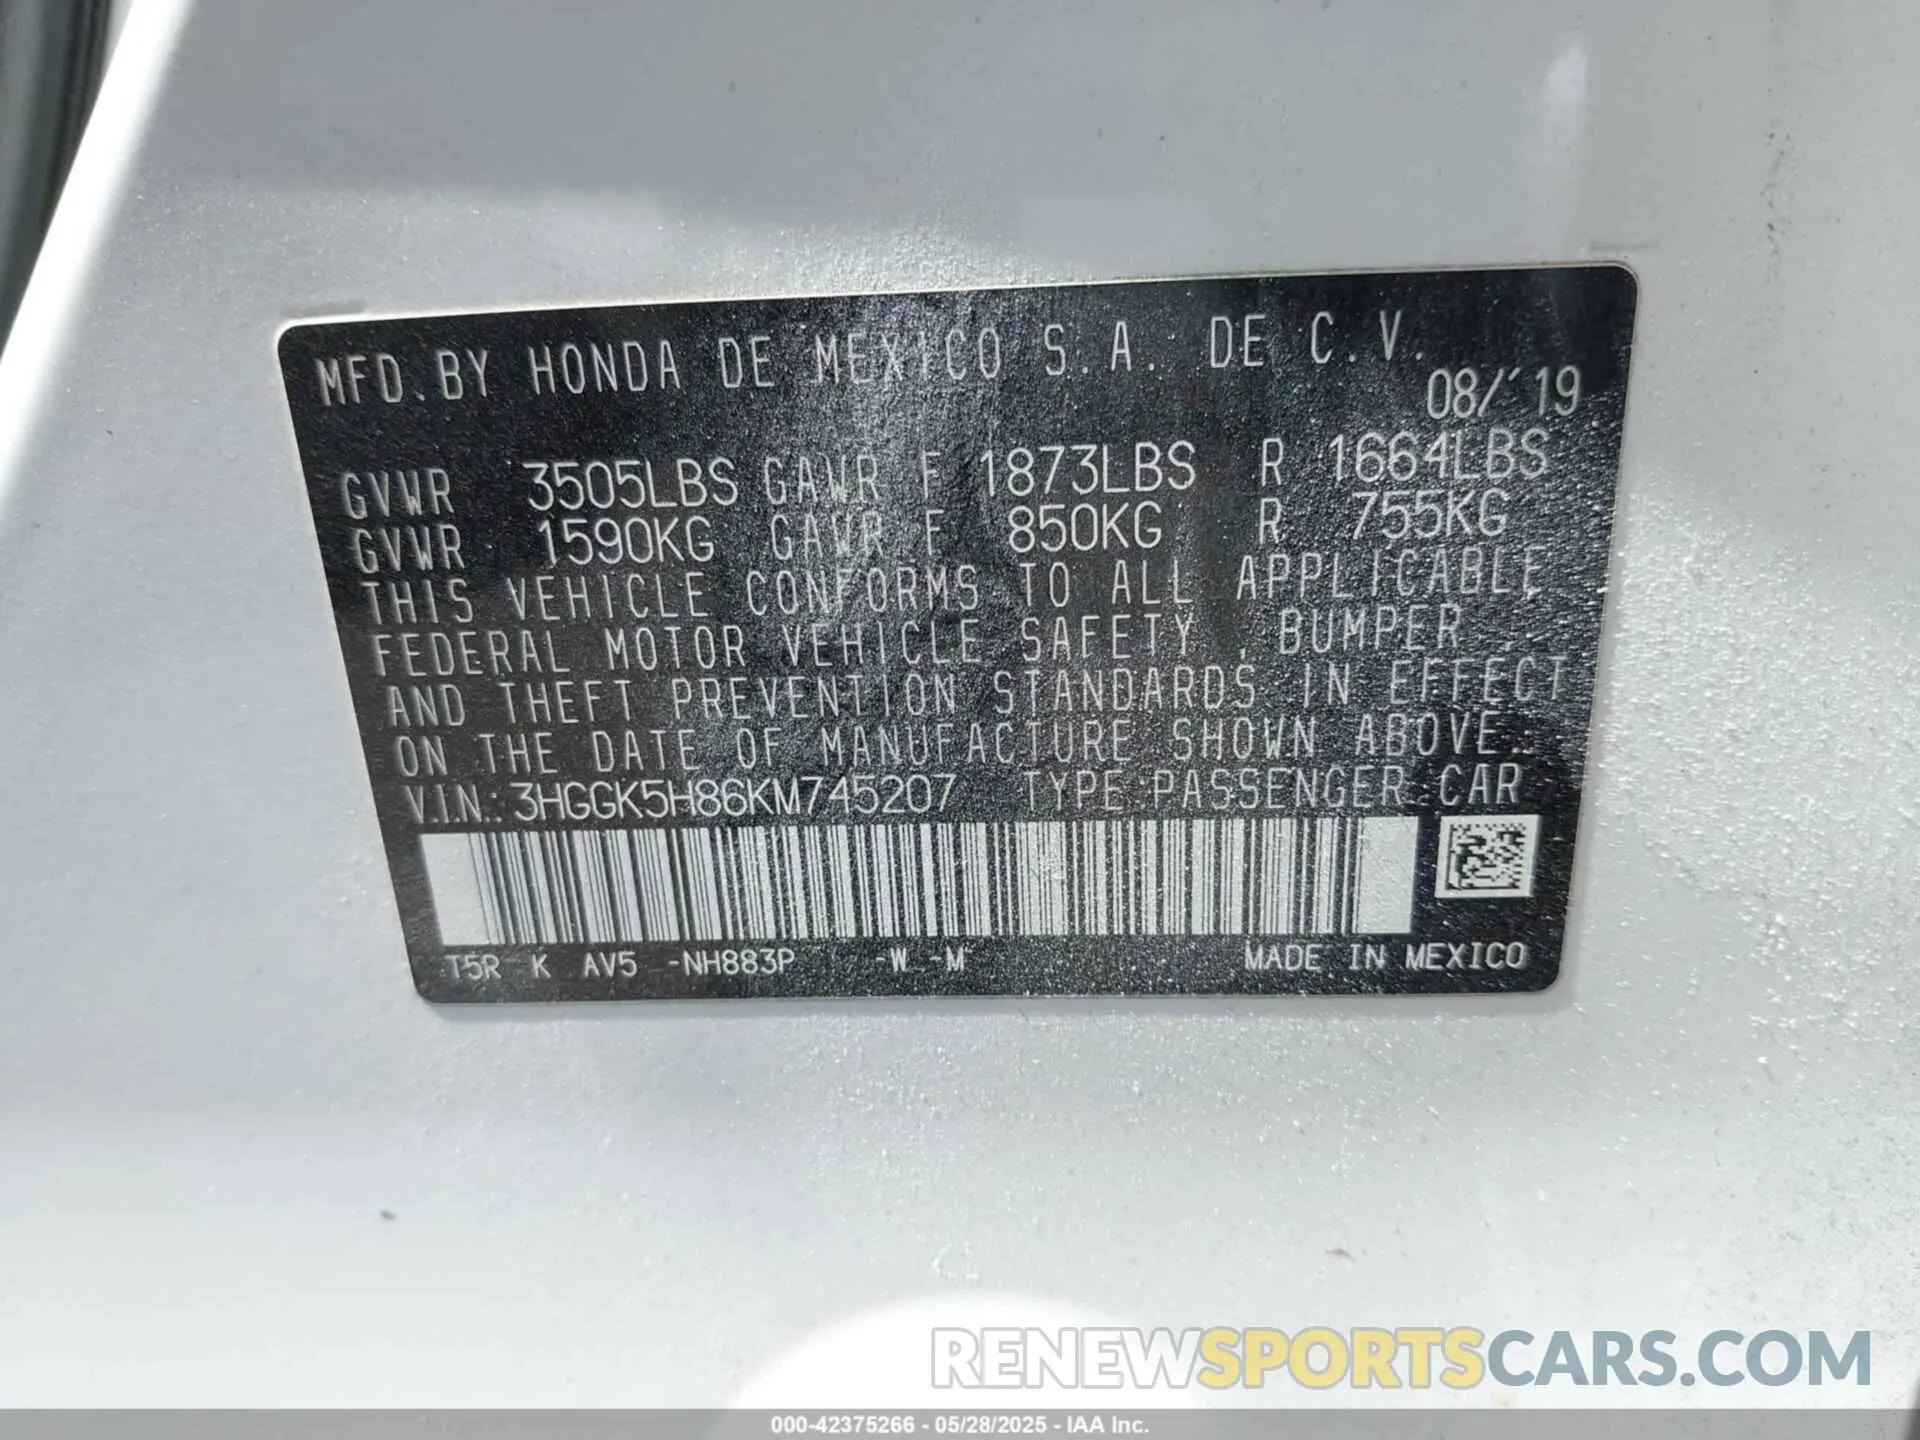 MFD. BY HONDA DE MEXICO S.A. DE C.V.
08/'19
GVWR 3505LBS GAWR F 1873LBS R 1664LBS
GVWR 1590KG GAWR F 850KG R 755KG
THIS VEHICLE CONFORMS TO ALL APPLICABLE
FEDERAL MOTOR VEHICLE SAFETY , BUMPER ,
AND THEFT PREVENTION STANDARDS IN EFFECT
ON THE DATE OF MANUFACTURE SHOWN ABOVE.
V.I.N.: 3HGGK5H86KM745207 TYPE:PASSENGER CAR
T5R K AV5 -NH883P -W -M MADE IN MEXICO
RENEWSPORTSCARS.COM
000-42375266 - 05/28/2025 - IAA Inc.